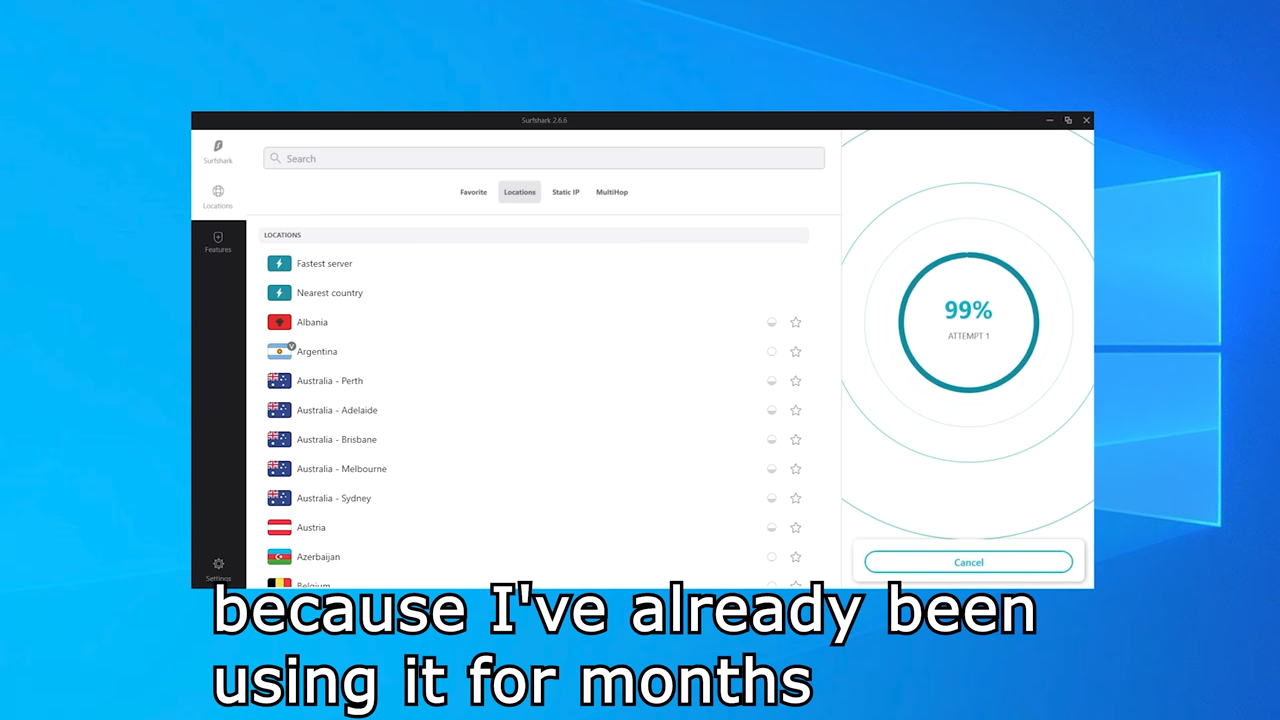 Surfshark 2.6.6
Surfshark
Search
Locations
Favorite Locations Static IP MultiHop
Features
LOCATIONS
Fastest server
Nearest country
Albania
V
Argentina
Australia - Perth
Australia - Adelaide
Australia - Brisbane
Australia - Melbourne
Australia - Sydney
Austria
Azerbaijan
Belgium
Settings
99%
ATTEMPT 1
Cancel
because I've already been
using it for months